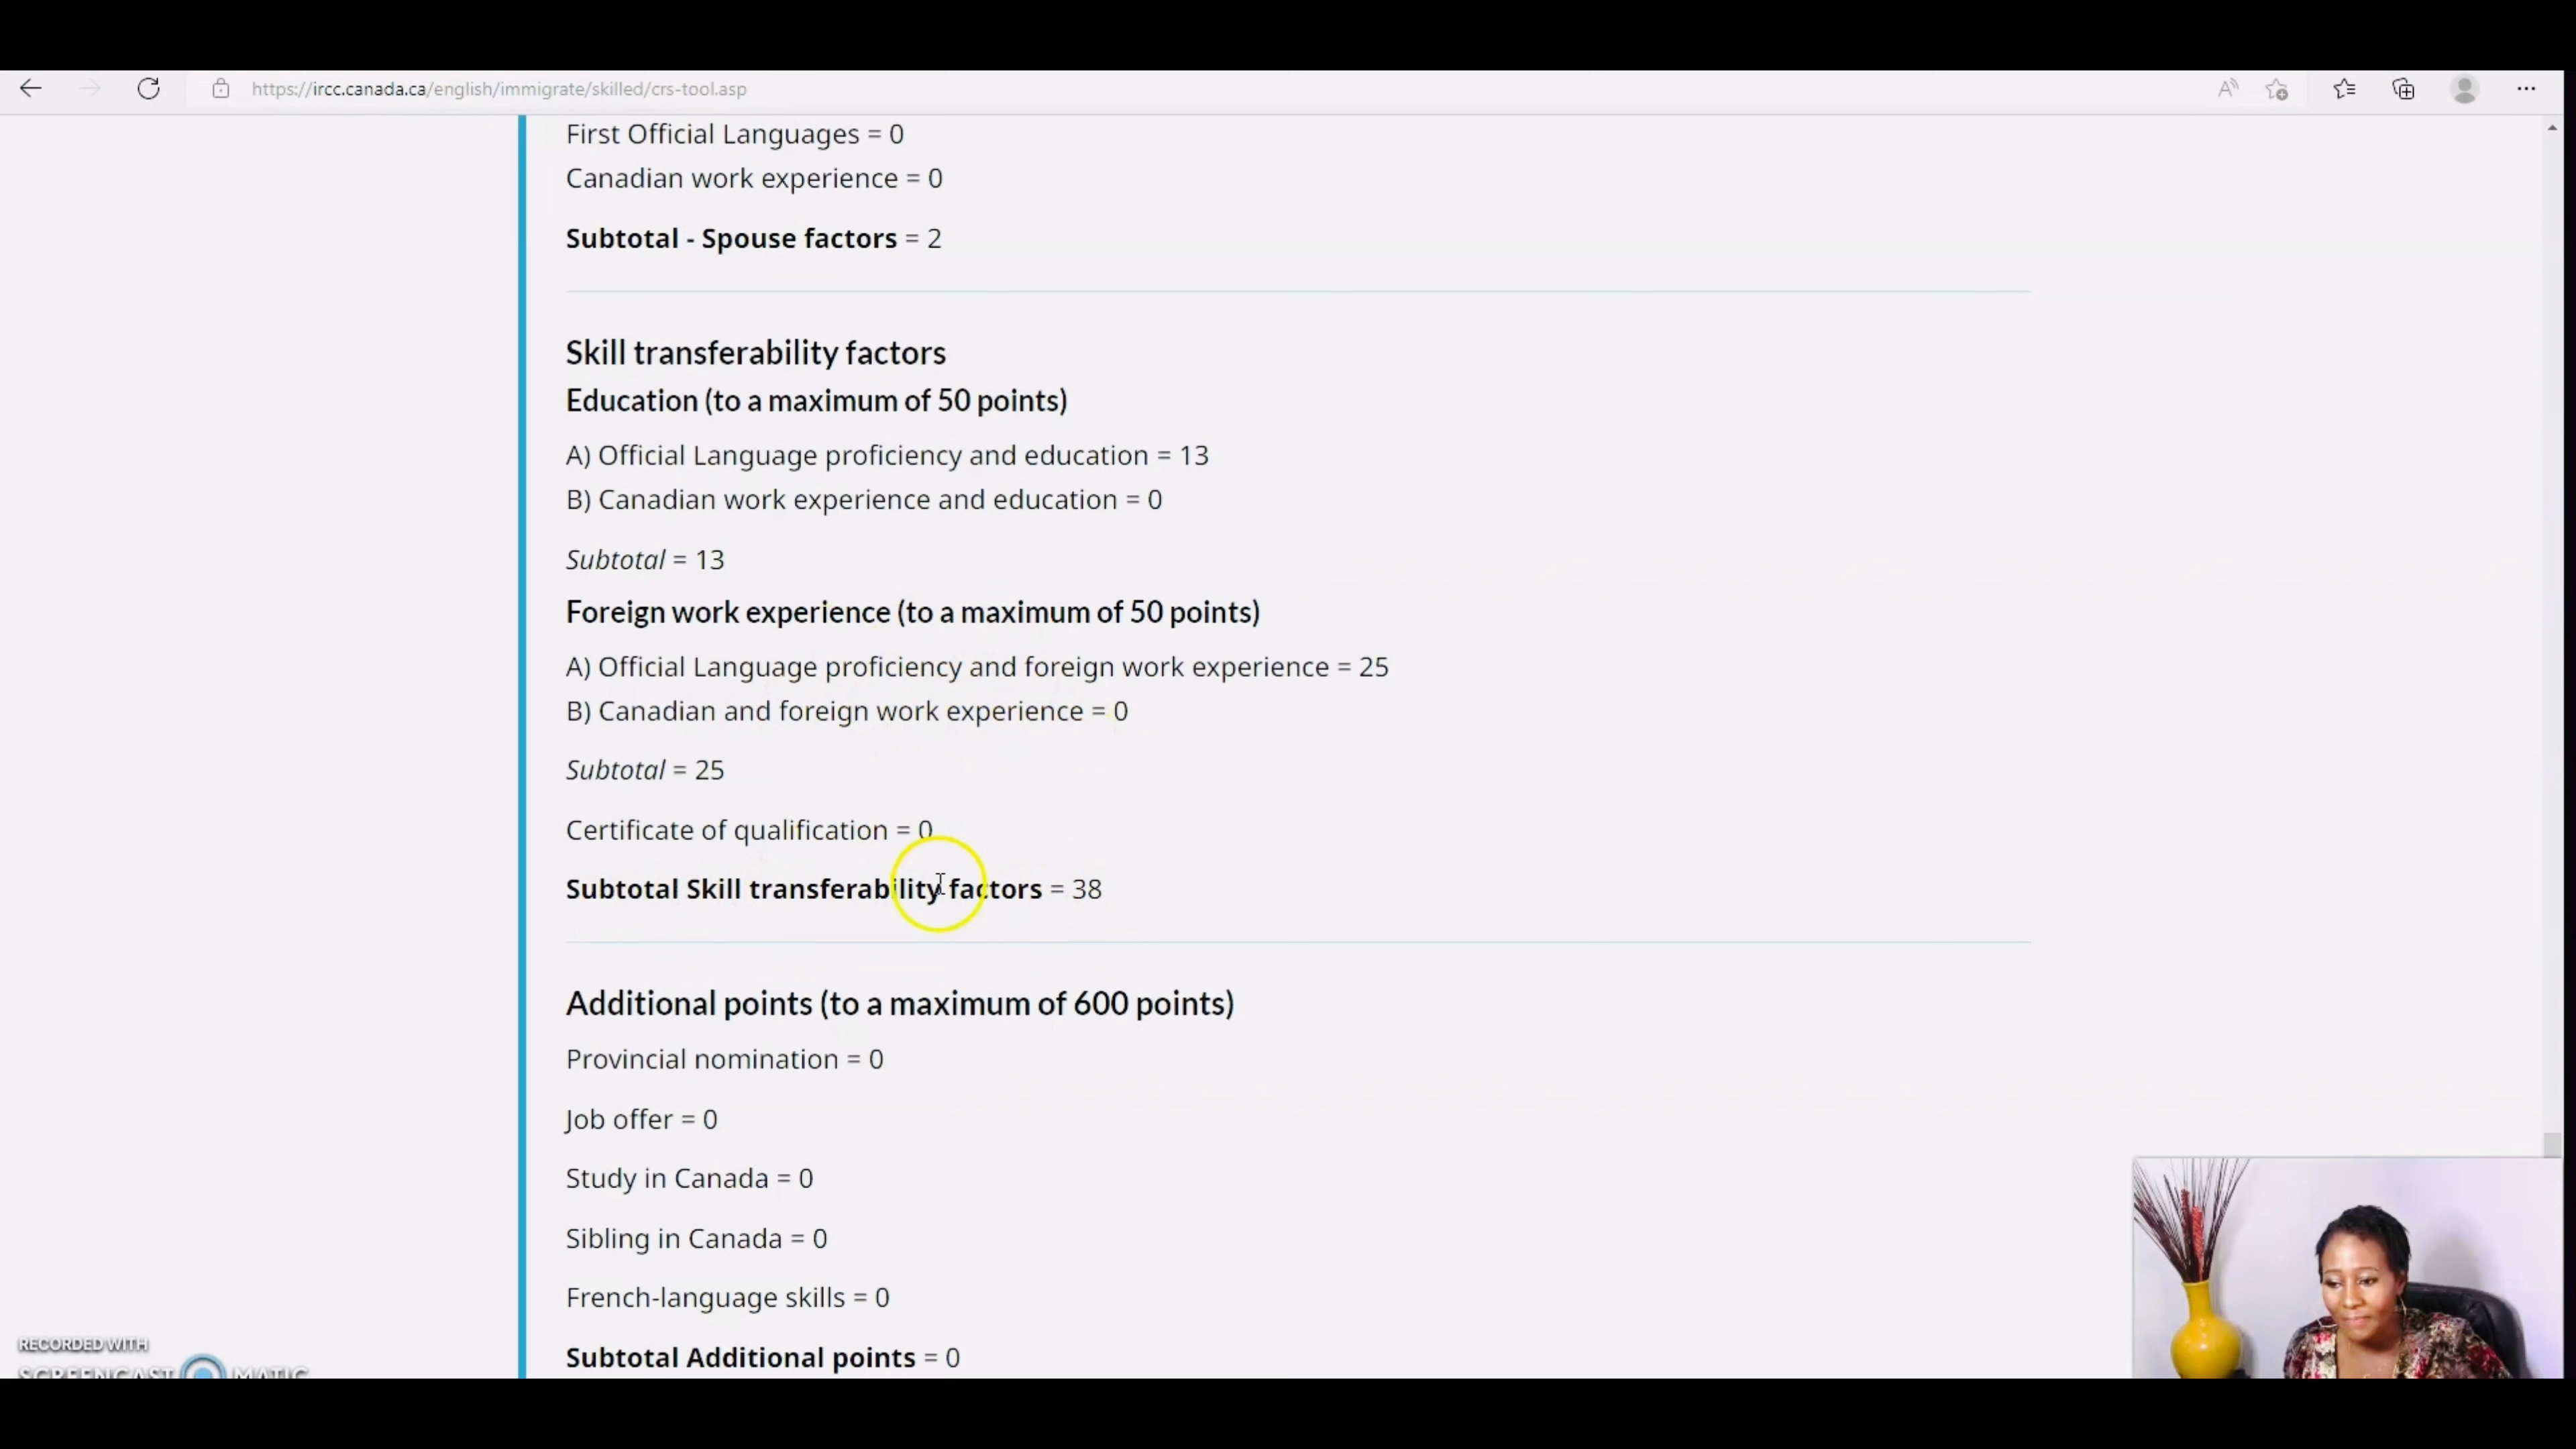 https://ircc.canada.ca/english/immigrate/skilled/crs-tool.asp
First Official Languages = 0
Canadian work experience = 0
Subtotal - Spouse factors = 2
Skill transferability factors
Education (to a maximum of 50 points)
A) Official Language proficiency and education = 13
B) Canadian work experience and education = 0
Subtotal = 13
Foreign work experience (to a maximum of 50 points)
A) Official Language proficiency and foreign work experience = 25
B) Canadian and foreign work experience = 0
Subtotal = 25
Certificate of qualification = 0
Subtotal Skill transferability factors = 38
Additional points (to a maximum of 600 points)
Provincial nomination = 0
Job offer = 0
Study in Canada = 0
Sibling in Canada = 0
French-language skills = 0
Subtotal Additional points = 0
RECORDED WITH
SCREENCAST MATIC